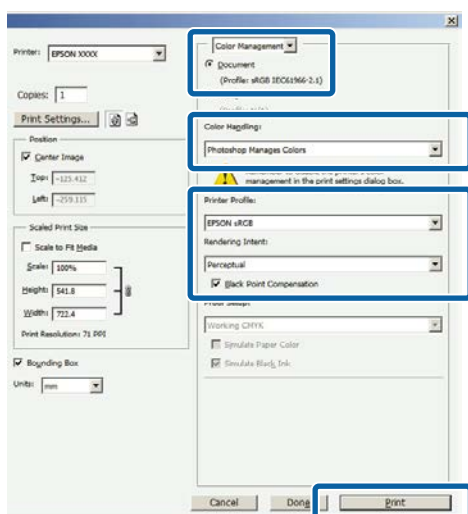 Printer: EPSON XXXX
Copies: 1
Print Settings...
Position
Center Image
Top: -125.412
Left: -259.115
Scaled Print Size
Scale to Fit Media
Scale: 100%
Height: 541.8
Width: 722.4
Print Resolution: 71 PPI
Bounding Box
Units: mm
Color Management
Document
(Profile: sRGB IEC61966-2.1)
Color Handling:
Photoshop Manages Colors
management in the print settings dialog box.
Printer Profile:
EPSON sRGB
Rendering Intent:
Perceptual
Black Point Compensation
Proof Setup:
Working CMYK
Simulate Paper Color
Simulate Black Ink
Cancel
Done
Print